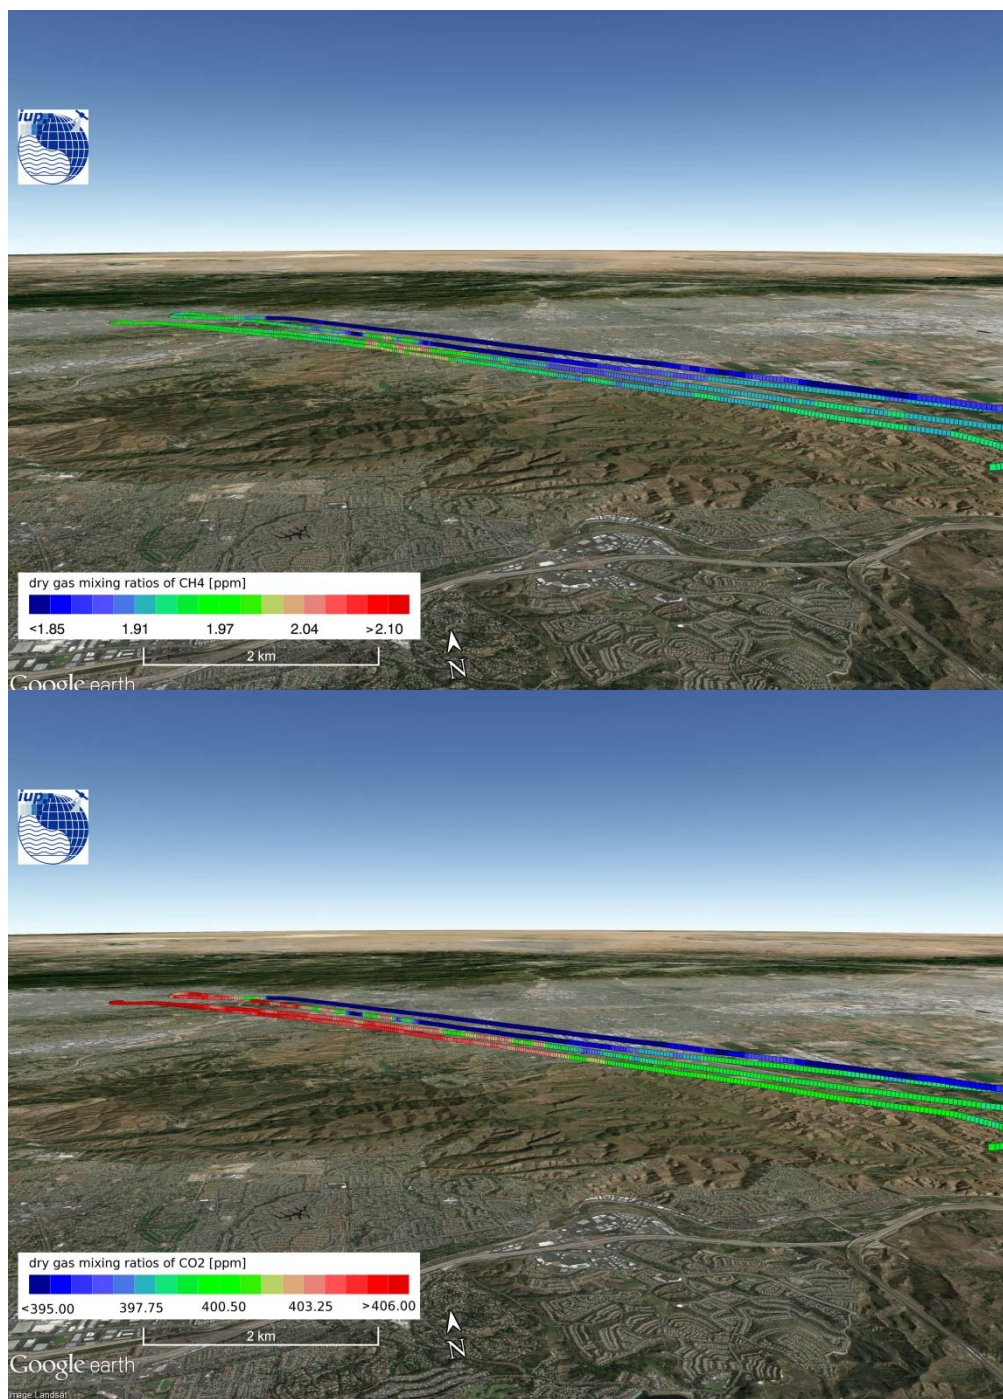 iup
dry gas mixing ratios of CH4 [ppm]
<1.85 1.91 1.97 2.04 >2.10
2 km
N
Google earth
iup
dry gas mixing ratios of CO2 [ppm]
<395.00 397.75 400.50 403.25 >406.00
2 km
N
Google earth
Image Landsat